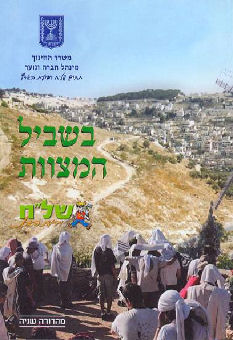 משרד החינוך
מינהל חברה ונוער
בשביל
המצוות
של"ח
מהדורה שניה